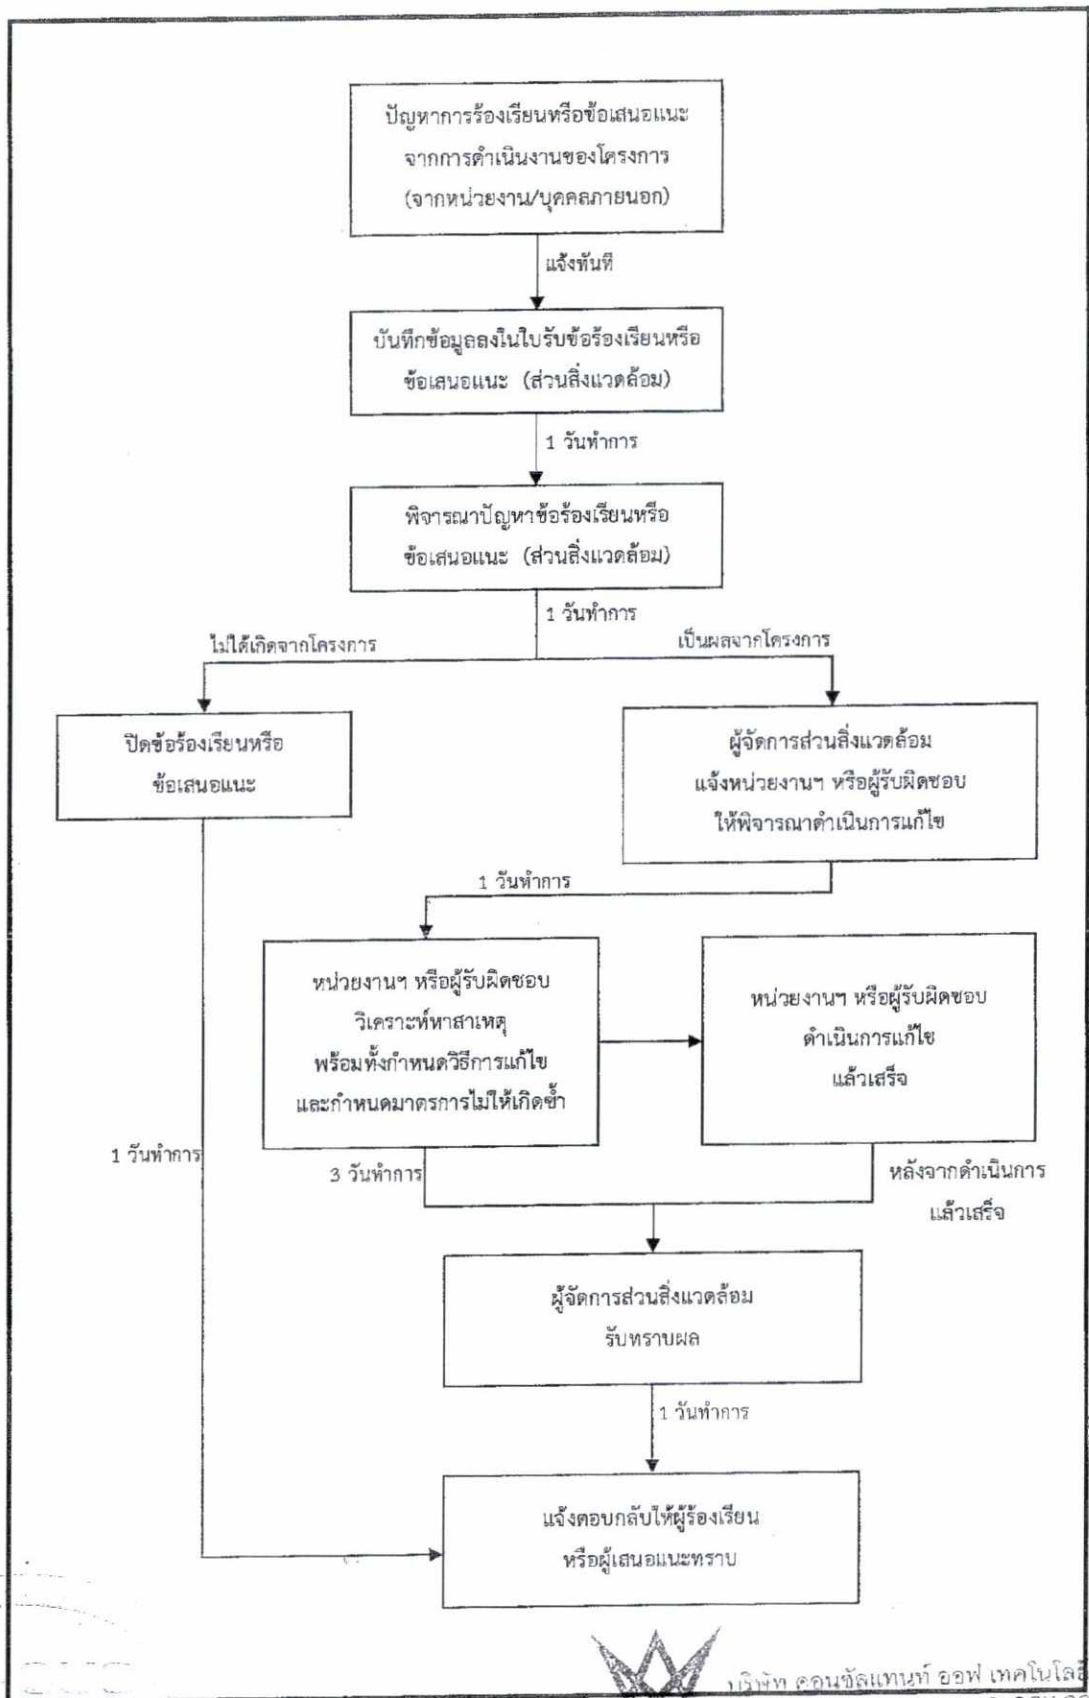 ปัญหาการร้องเรียนหรือข้อเสนอแนะ
จากการดำเนินงานของโครงการ
(จากหน่วยงาน/บุคคลภายนอก)
แจ้งทันที
บันทึกข้อมูลลงในใบรับข้อร้องเรียนหรือ
ข้อเสนอแนะ (ส่วนสิ่งแวดล้อม)
1 วันทำการ
พิจารณาปัญหาข้อร้องเรียนหรือ
ข้อเสนอแนะ (ส่วนสิ่งแวดล้อม)
1 วันทำการ
ไม่ได้เกิดจากโครงการ
เป็นผลจากโครงการ
ปิดข้อร้องเรียนหรือ
ข้อเสนอแนะ
ผู้จัดการส่วนสิ่งแวดล้อม
แจ้งหน่วยงานฯ หรือผู้รับผิดชอบ
ให้พิจารณาดำเนินการแก้ไข
1 วันทำการ
หน่วยงานฯ หรือผู้รับผิดชอบ
วิเคราะห์หาสาเหตุ
พร้อมทั้งกำหนดวิธีการแก้ไข
และกำหนดมาตรการไม่ให้เกิดซ้ำ
หน่วยงานฯ หรือผู้รับผิดชอบ
ดำเนินการแก้ไข
แล้วเสร็จ
1 วันทำการ
3 วันทำการ
หลังจากดำเนินการ
แล้วเสร็จ
ผู้จัดการส่วนสิ่งแวดล้อม
รับทราบผล
1 วันทำการ
แจ้งตอบกลับให้ผู้ร้องเรียน
หรือผู้เสนอแนะทราบ
บริษัท คอนซัลแทนท์ ออฟ เทคโนโลยี